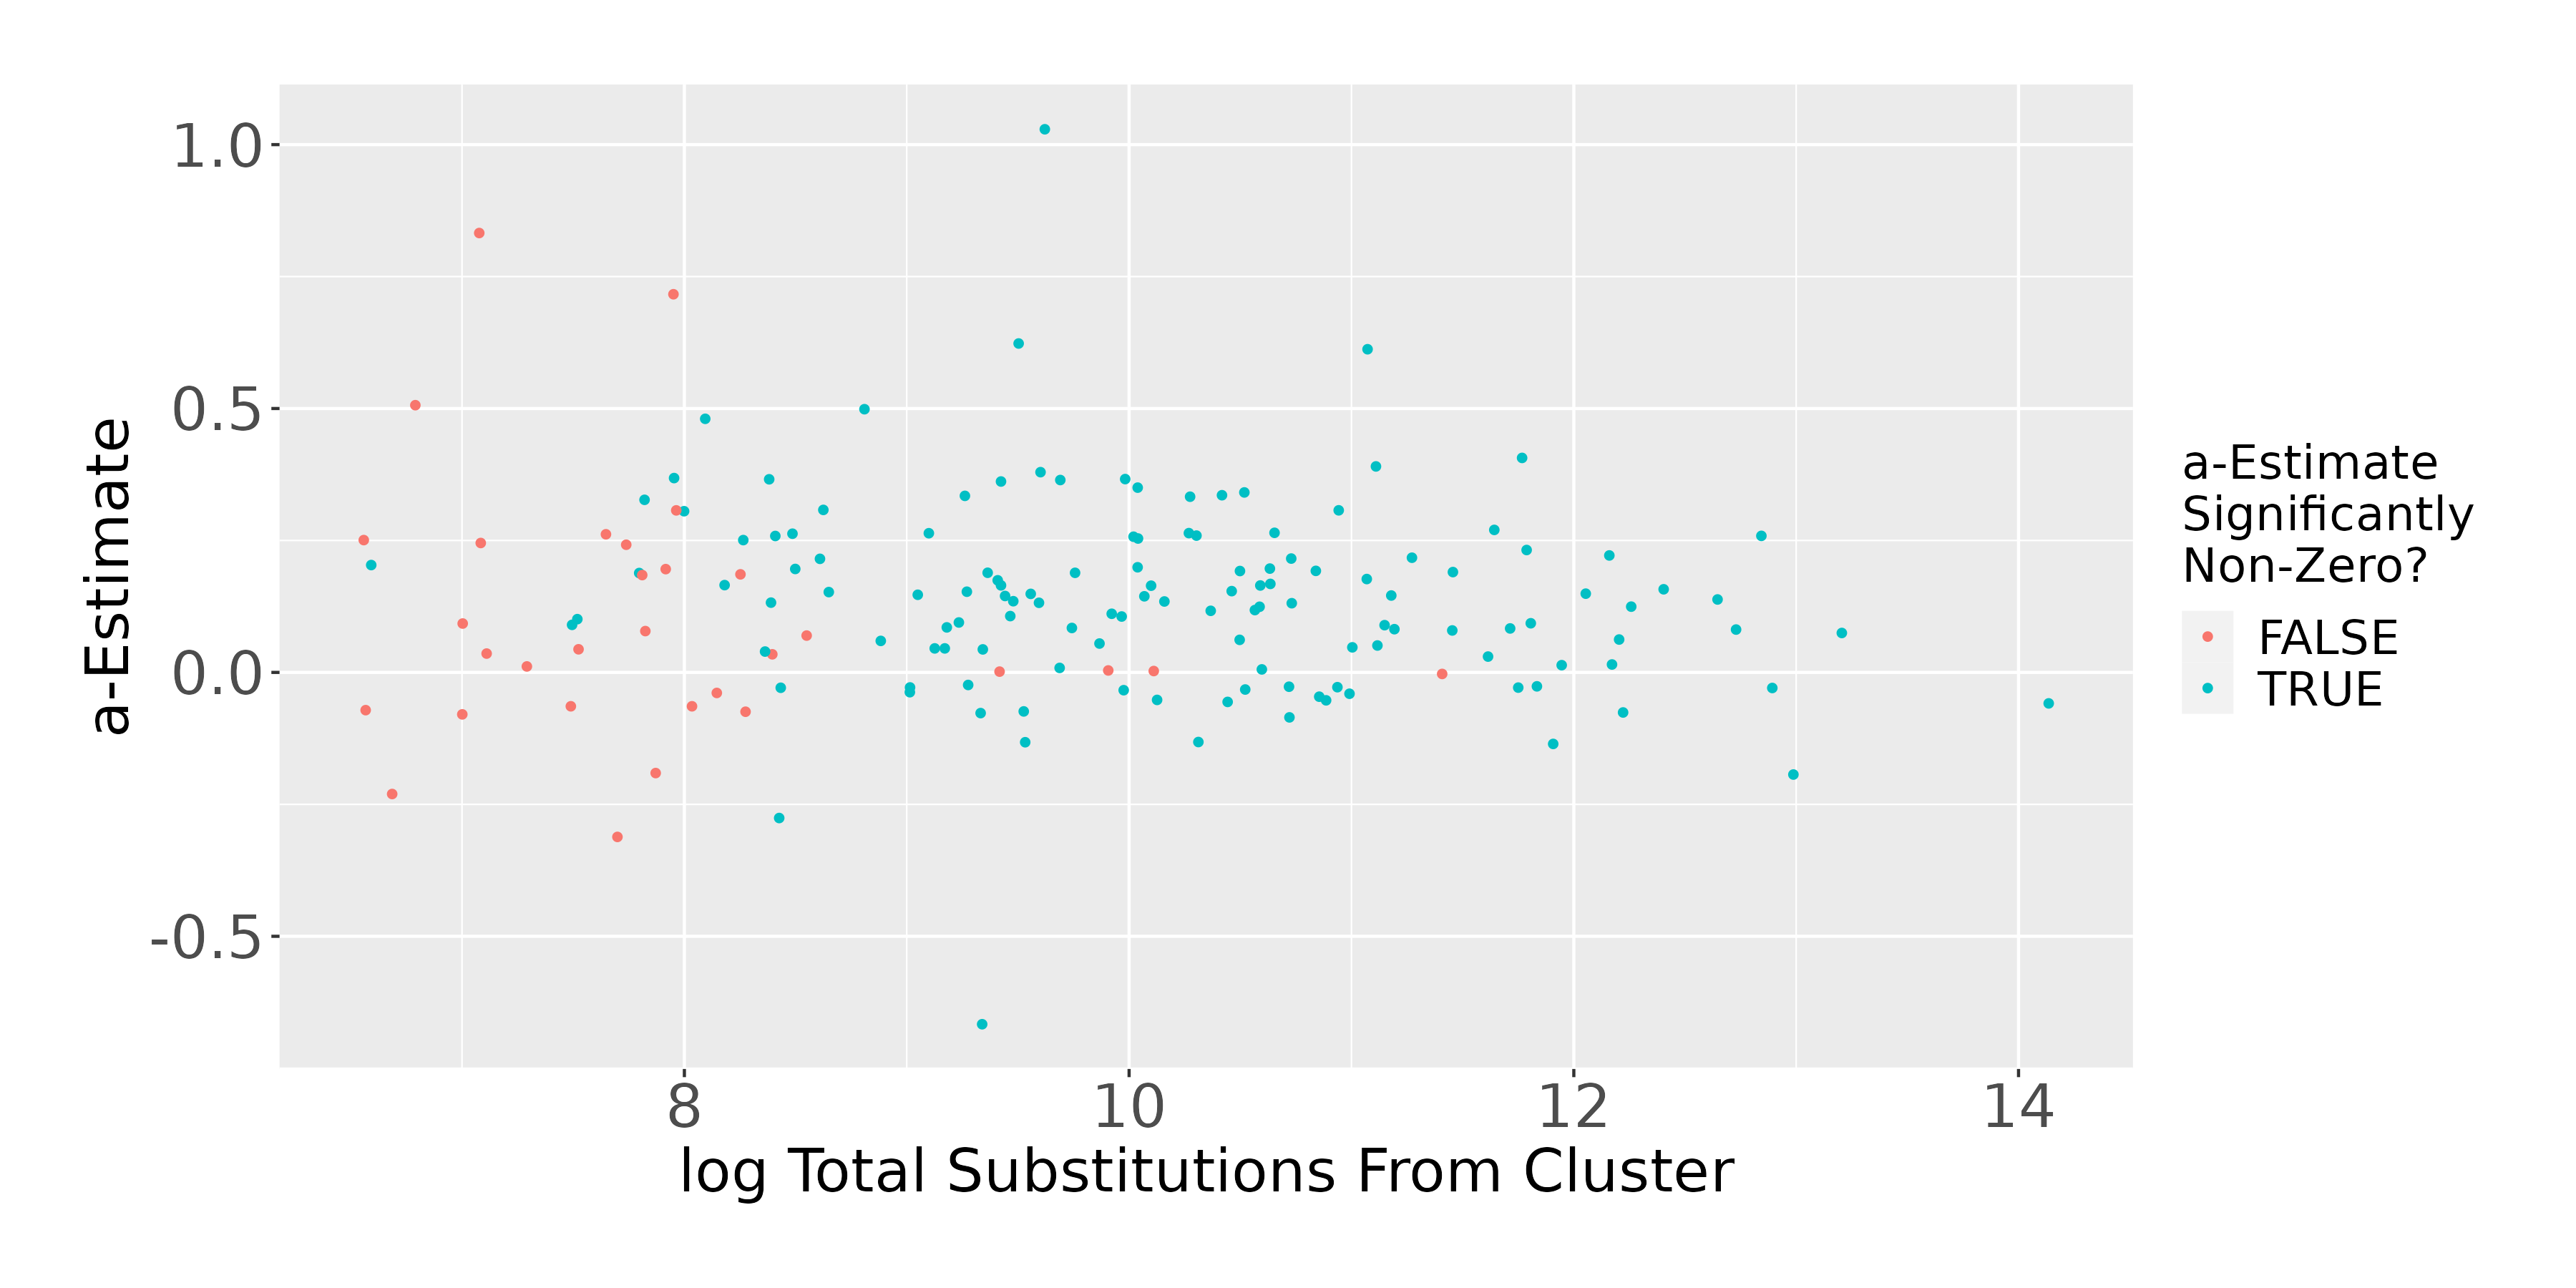 1.0
0.5
0.0
-0.5
a-Estimate
8 10 12 14
log Total Substitutions From Cluster
a-Estimate
Significantly
Non-Zero?
FALSE
TRUE